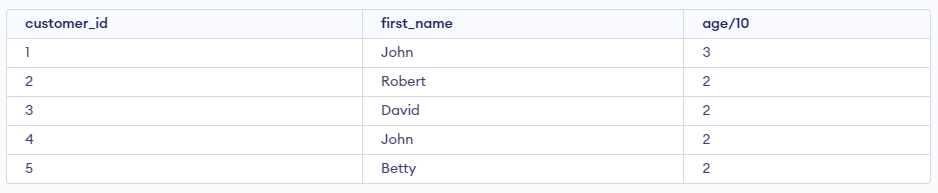 customer_id first_name age/10
1 John 3
2 Robert 2
3 David 2
4 John 2
5 Betty 2